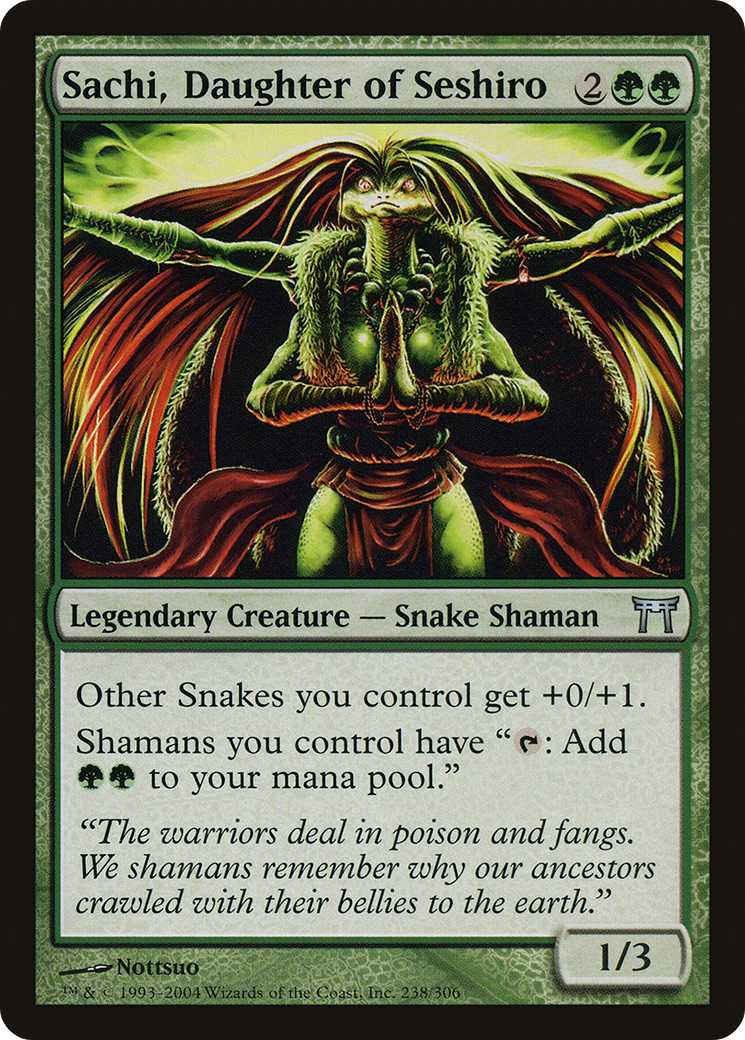 Sachi, Daughter of Seshiro 2
Legendary Creature — Snake Shaman
Other Snakes you control get +0/+1.
Shamans you control have “: Add
to your mana pool.”
“The warriors deal in poison and fangs.
We shamans remember why our ancestors
crawled with their bellies to the earth.”
1/3
Nottsuo
™ & © 1993–2004 Wizards of the Coast, Inc. 238/306